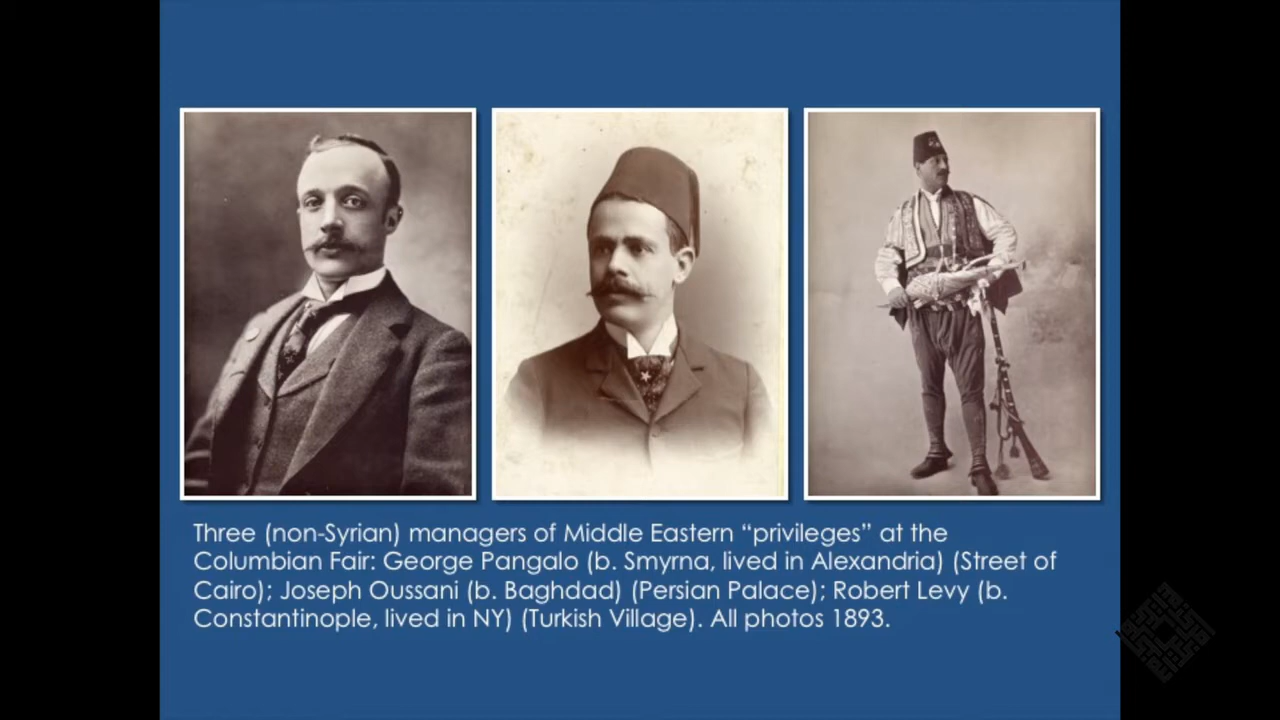 Three (non-Syrian) managers of Middle Eastern “privileges” at the
Columbian Fair: George Pangalo (b. Smyrna, lived in Alexandria) (Street of
Cairo); Joseph Oussani (b. Baghdad) (Persian Palace); Robert Levy (b.
Constantinople, lived in NY) (Turkish Village). All photos 1893.